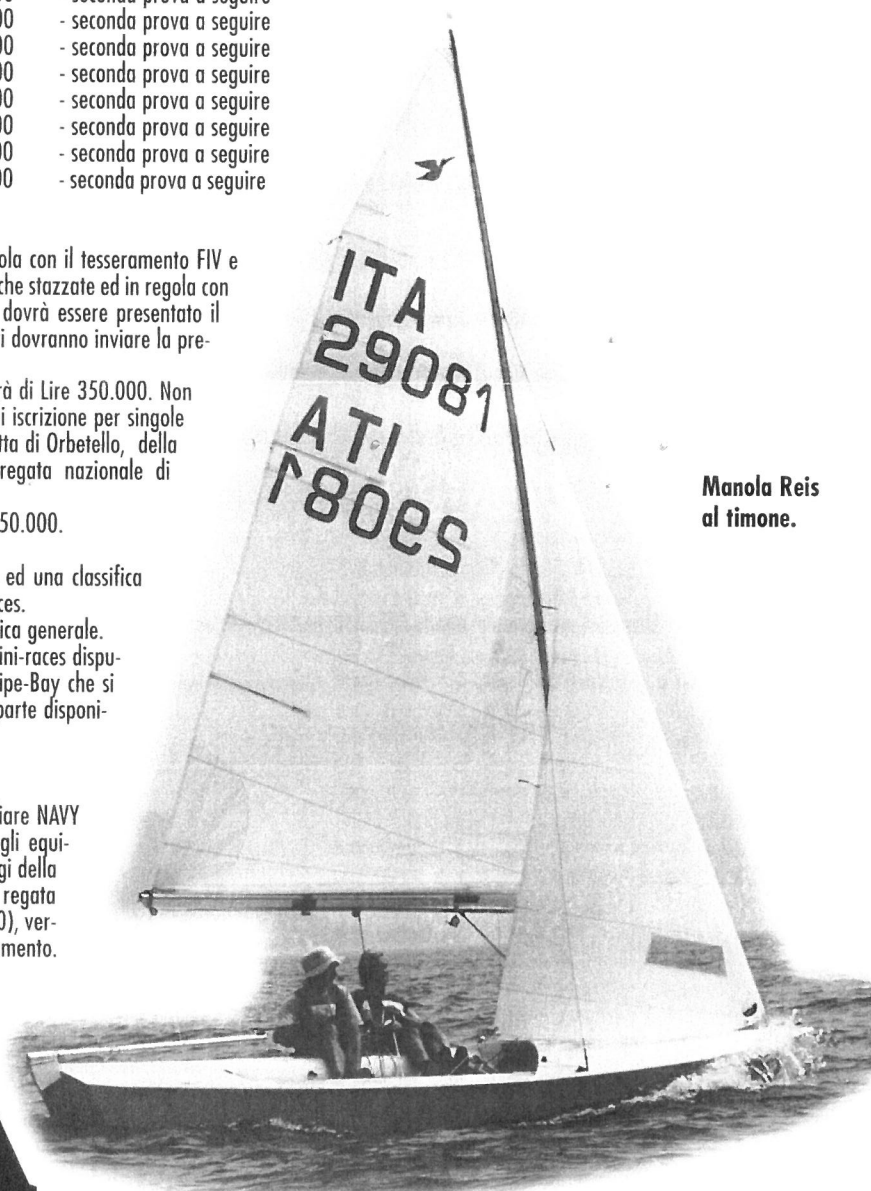 00 - seconda prova a seguire
00 - seconda prova a seguire
00 - seconda prova a seguire
00 - seconda prova a seguire
00 - seconda prova a seguire
00 - seconda prova a seguire
00 - seconda prova a seguire
00 - seconda prova a seguire
ola con il tesseramento FIV e
che stazzate ed in regola con
dovrà essere presentato il
i dovranno inviare la pre-
rà di Lire 350.000. Non
i iscrizione per singole
tta di Orbetello, della
regata nazionale di
50.000.
ed una classifica
ces.
ica generale.
ini-races dispu-
ipe-Bay che si
parte disponi-
iare NAVY
gli equi-
gi della
regata
0), ver-
mento.
ITA
29081
ITA
29081
Manola Reis
al timone.